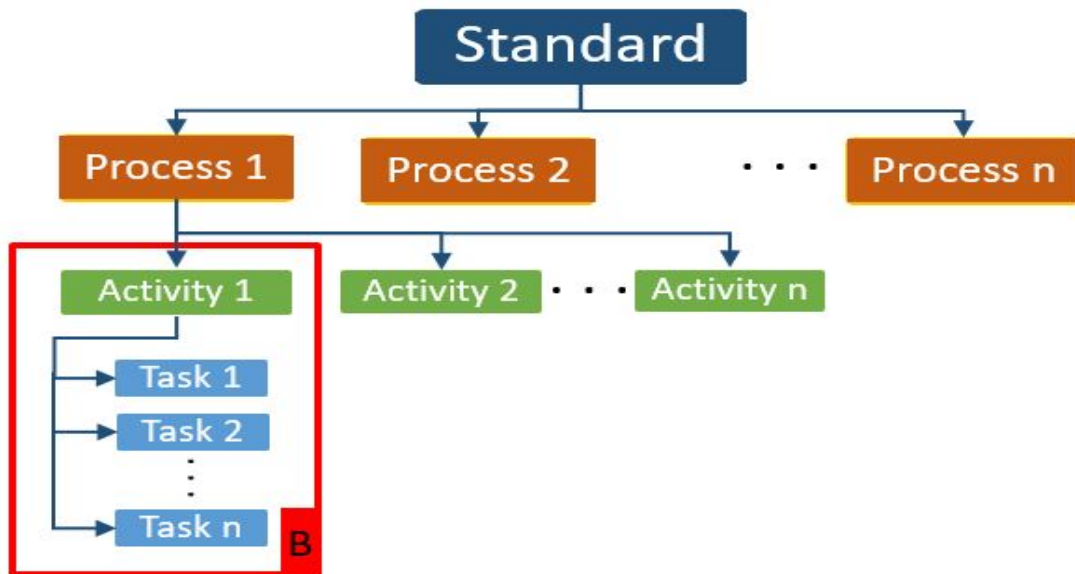 Standard
Process 1
Process 2
. . .
Process n
Activity 1
Activity 2
. . .
Activity n
Task 1
Task 2
Task n
B